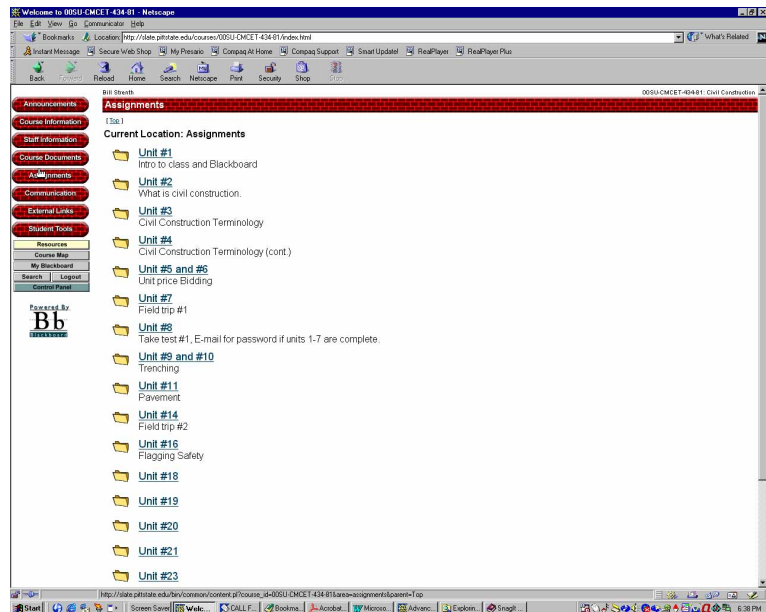 Welcome to 00SU-CMCET-434-81 - Netscape
File Edit View Go Communicator Help
Bookmarks Location: http://slate.pittstate.edu/courses/00SU-CMCET-434-81/index.html What's Related
Instant Message Secure Web Shop My Presario Compaq At Home Compaq Support Smart Update! RealPlayer RealPlayer Plus
Back Forward Reload Home Search Netscape Print Security Shop Stop
Bill Strenth 00SU-CMCET-434-81: Civil Construction
Announcements
Course Information
Staff Information
Course Documents
Assignments
Communication
External Links
Student Tools
Resources
Course Map
My Blackboard
Search Logout
Control Panel
Powered By
Bb
Blackboard
Assignments
[Top]
Current Location: Assignments
Unit #1
Intro to class and Blackboard
Unit #2
What is civil construction.
Unit #3
Civil Construction Terminology
Unit #4
Civil Construction Terminology (cont.)
Unit #5 and #6
Unit price Bidding
Unit #7
Field trip #1
Unit #8
Take test #1, E-mail for password if units 1-7 are complete.
Unit #9 and #10
Trenching
Unit #11
Pavement
Unit #14
Field trip #2
Unit #16
Flagging Safety
Unit #18
Unit #19
Unit #20
Unit #21
Unit #23
http://slate.pittstate.edu/bin/common/content.pl?course_id=00SU-CMCET-434-81&area=assignments&parent=Top
Start Screen Saver Welc... CALL F... Bookma... Acrobat... Microso... Advanc... Explorin... SnagIt ... 6:38 PM